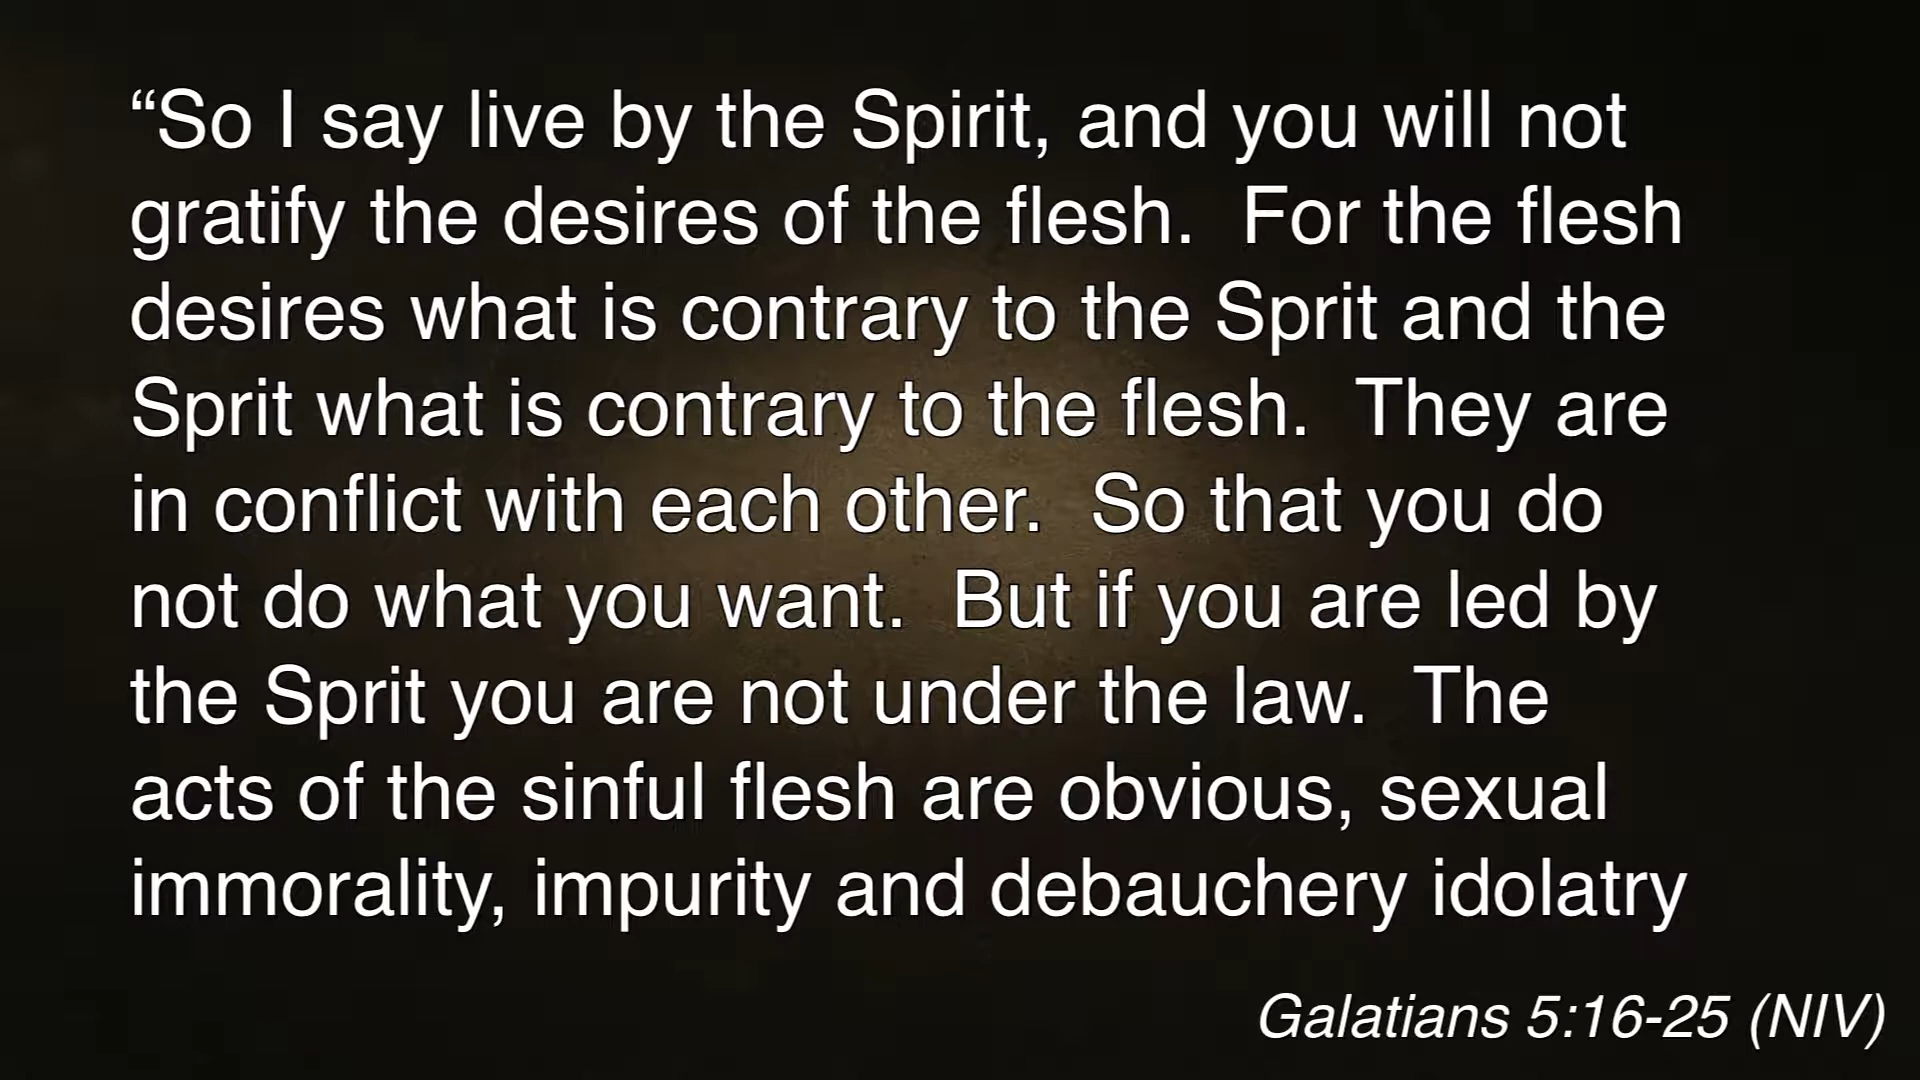 “So I say live by the Spirit, and you will not
gratify the desires of the flesh.  For the flesh
desires what is contrary to the Sprit and the
Sprit what is contrary to the flesh.  They are
in conflict with each other.  So that you do
not do what you want.  But if you are led by
the Sprit you are not under the law.  The
acts of the sinful flesh are obvious, sexual
immorality, impurity and debauchery idolatry
Galatians 5:16-25 (NIV)